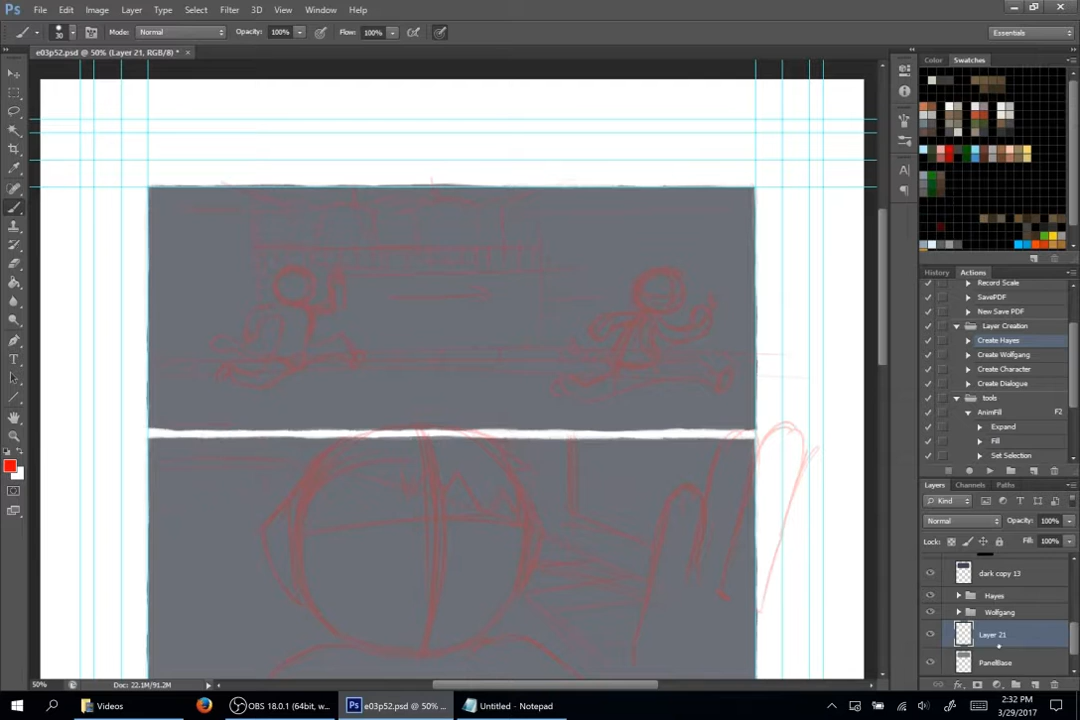 Ps File Edit Image Layer Type Select Filter 3D View Window Help
30 Mode: Normal Opacity: 100% Flow: 100% Essentials
e03p52.psd @ 50% (Layer 21, RGB/8) * ×
Color Swatches
History Actions
Record Scale
SavePDF
New Save PDF
Layer Creation
Create Hayes
Create Wolfgang
Create Character
Create Dialogue
tools
AnimFill F2
Expand
Fill
Set Selection
Layers Channels Paths
Kind
Normal Opacity: 100%
Lock: Fill: 100%
dark copy 13
Hayes
Wolfgang
Layer 21
PanelBase
50% Doc: 22.1M/91.2M
Videos OBS 18.0.1 (64bit, w... e03p52.psd @ 50% ... Untitled - Notepad 2:32 PM
3/29/2017